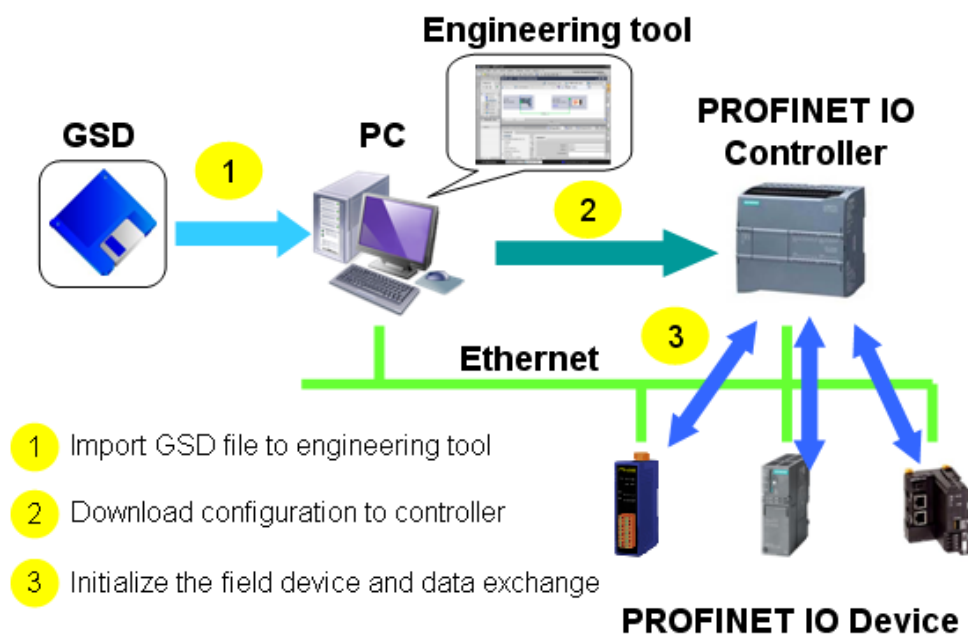 Engineering tool
GSD
PC
PROFINET IO
Controller
1
2
3
Ethernet
1 Import GSD file to engineering tool
2 Download configuration to controller
3 Initialize the field device and data exchange
PROFINET IO Device